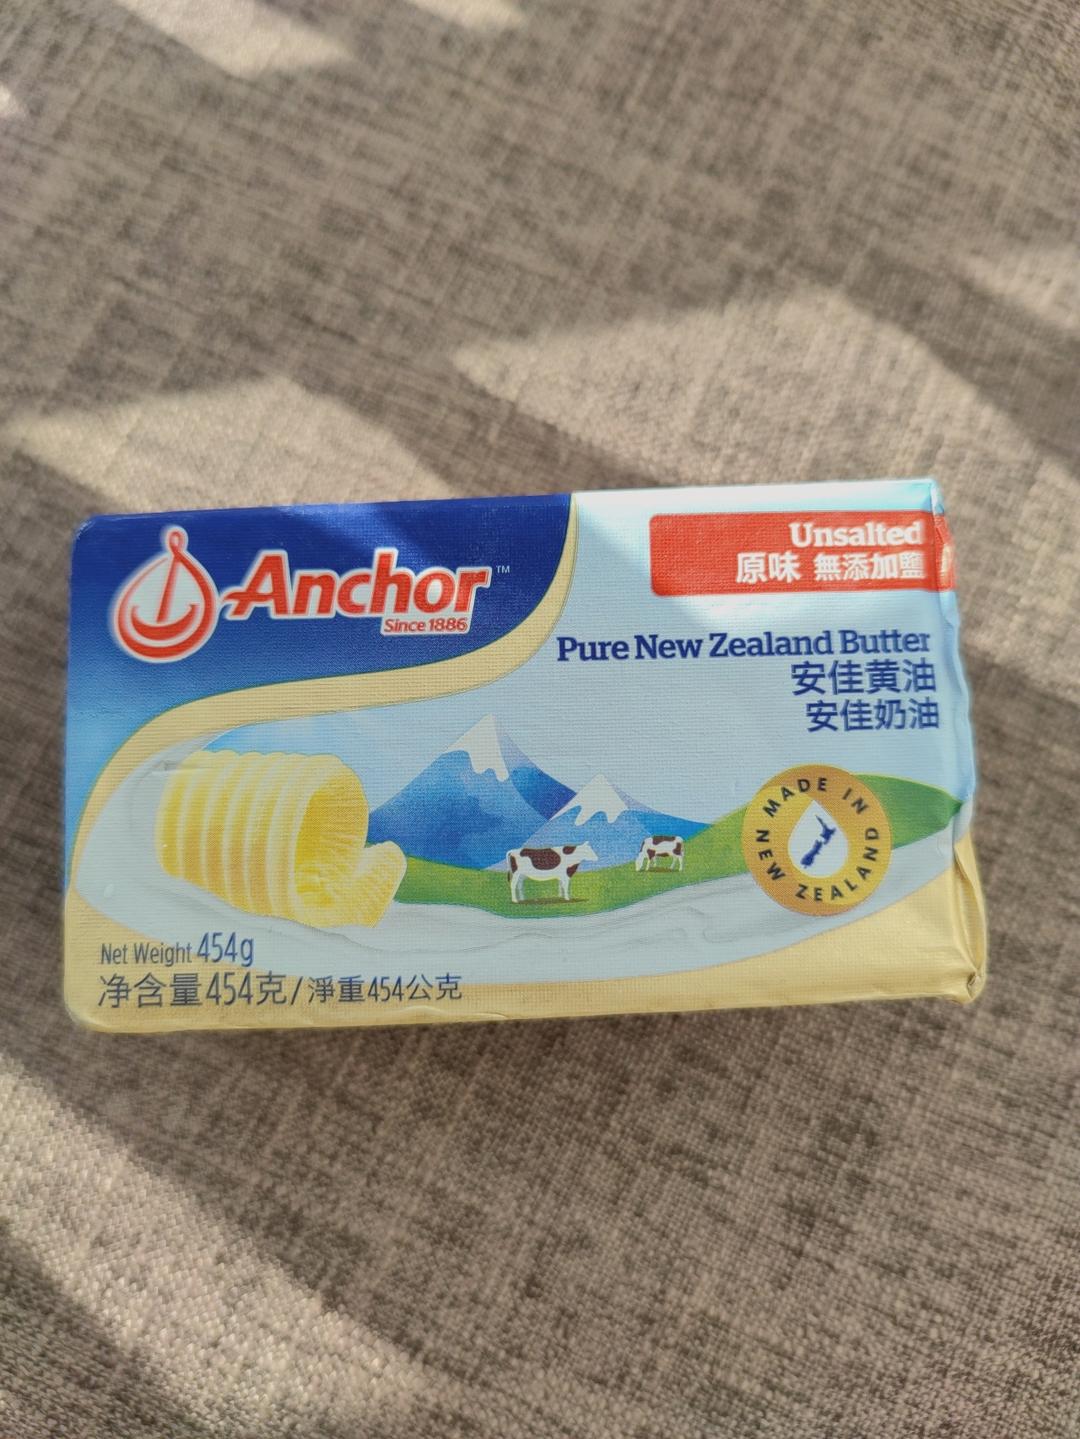 Anchor™
Since 1886
Unsalted
原味 無添加鹽
Pure New Zealand Butter
安佳黄油
安佳奶油
MADE IN NEW ZEALAND
Net Weight 454g
净含量454克/淨重454公克